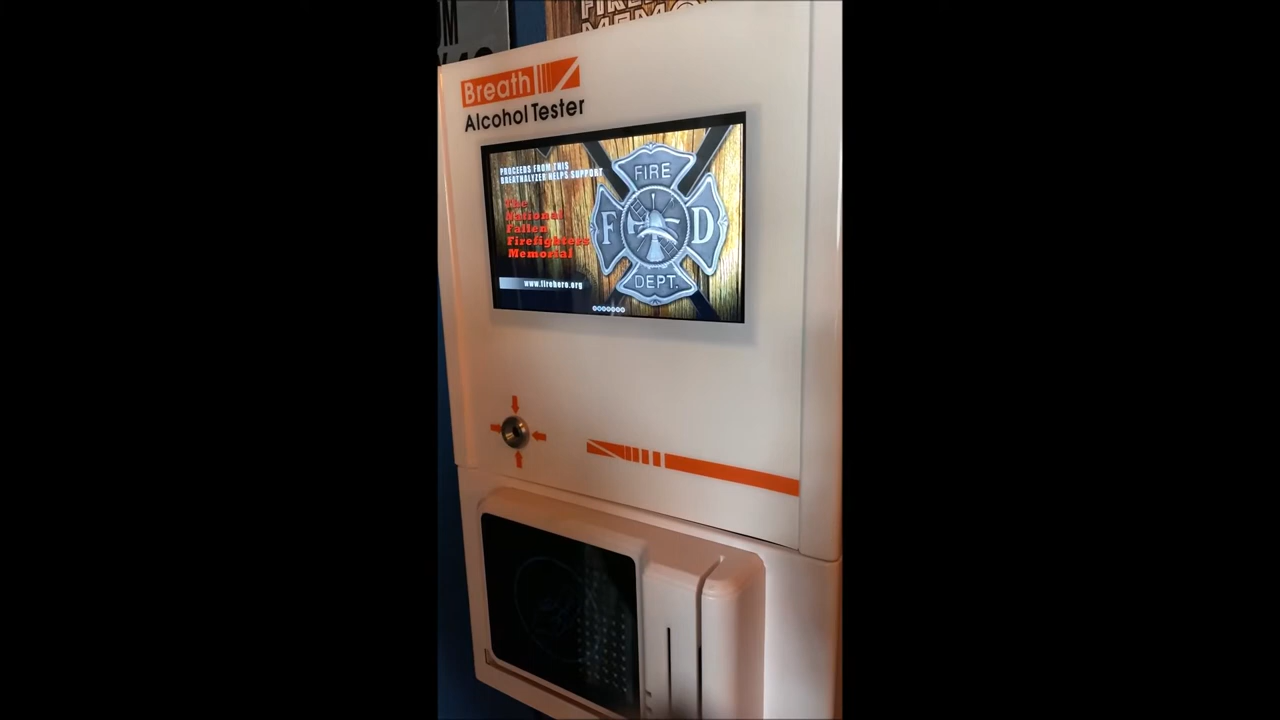 Breath
Alcohol Tester
PROCEEDS FROM THIS
BREATHALYZER HELPS SUPPORT
The
National
Fallen
Firefighters
Memorial
www.firehero.org
FIRE
F D
DEPT.